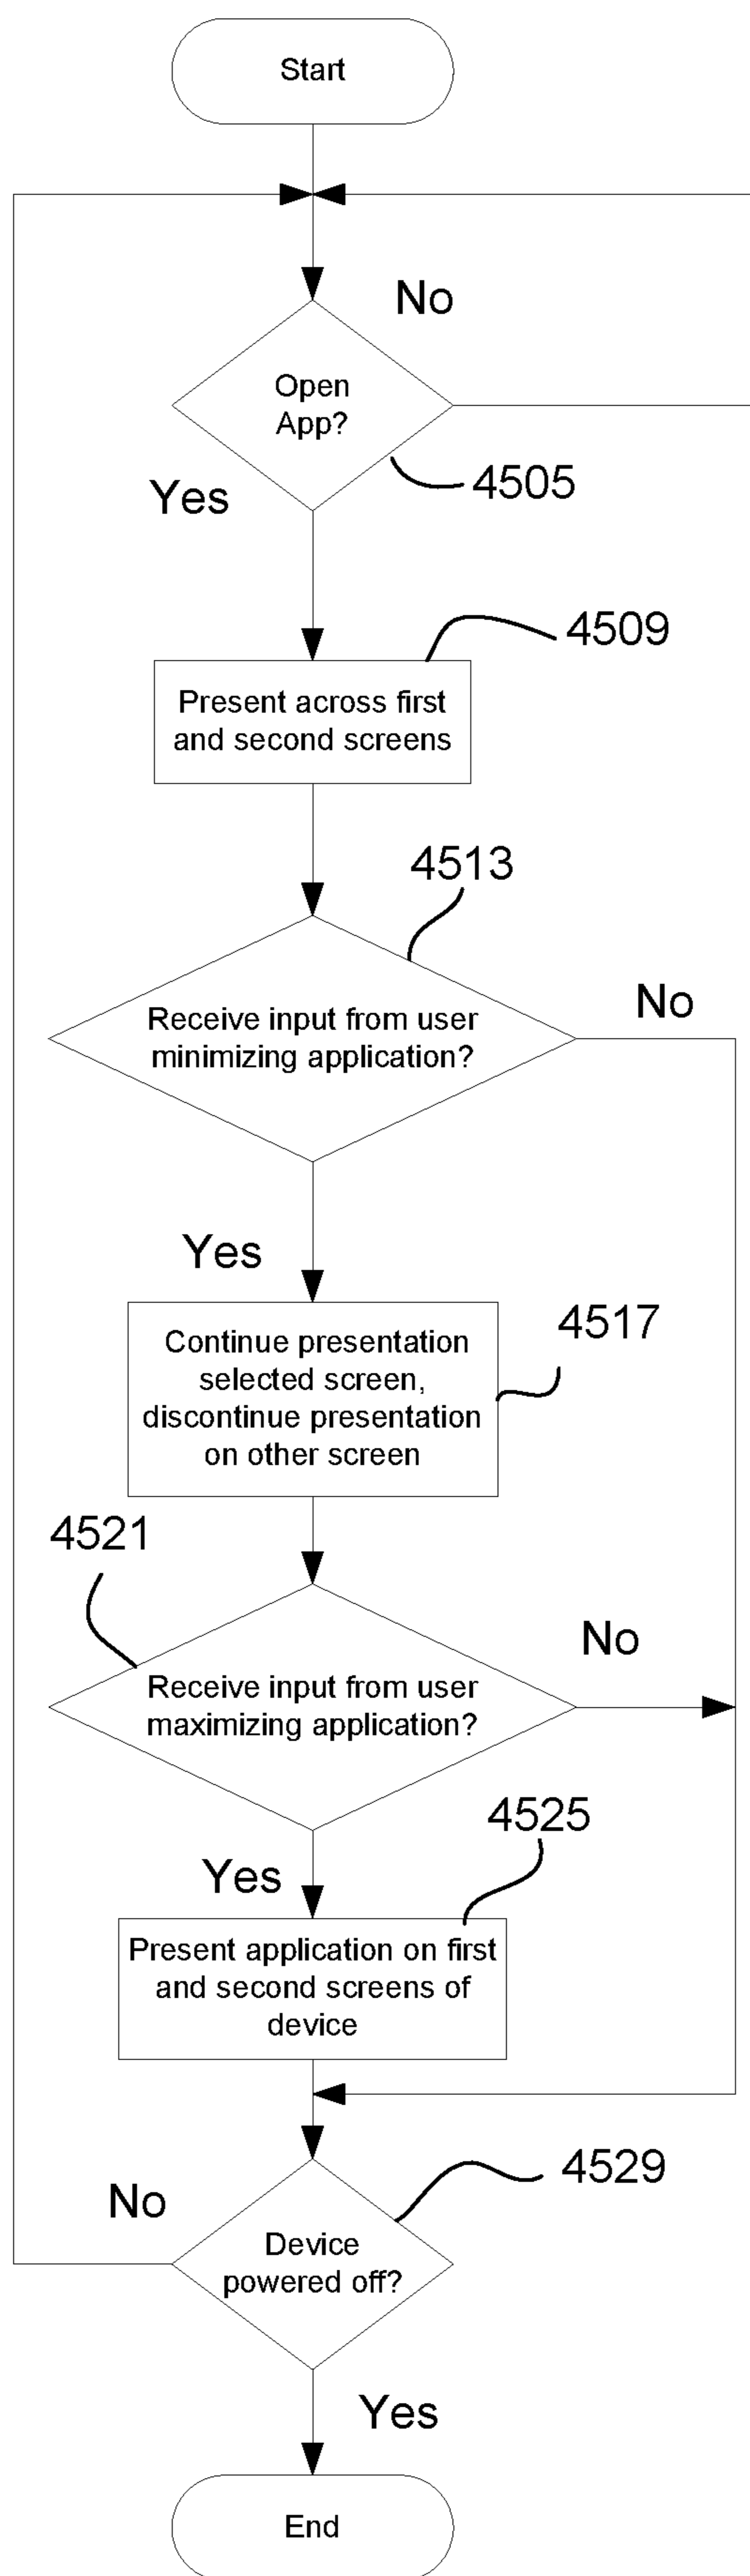 Start
No
Open
App?
4505
Yes
4509
Present across first
and second screens
4513
No
Receive input from user
minimizing application?
Yes
4517
Continue presentation
selected screen,
discontinue presentation
on other screen
4521
No
Receive input from user
maximizing application?
4525
Yes
Present application on first
and second screens of
device
4529
No
Device
powered off?
Yes
End